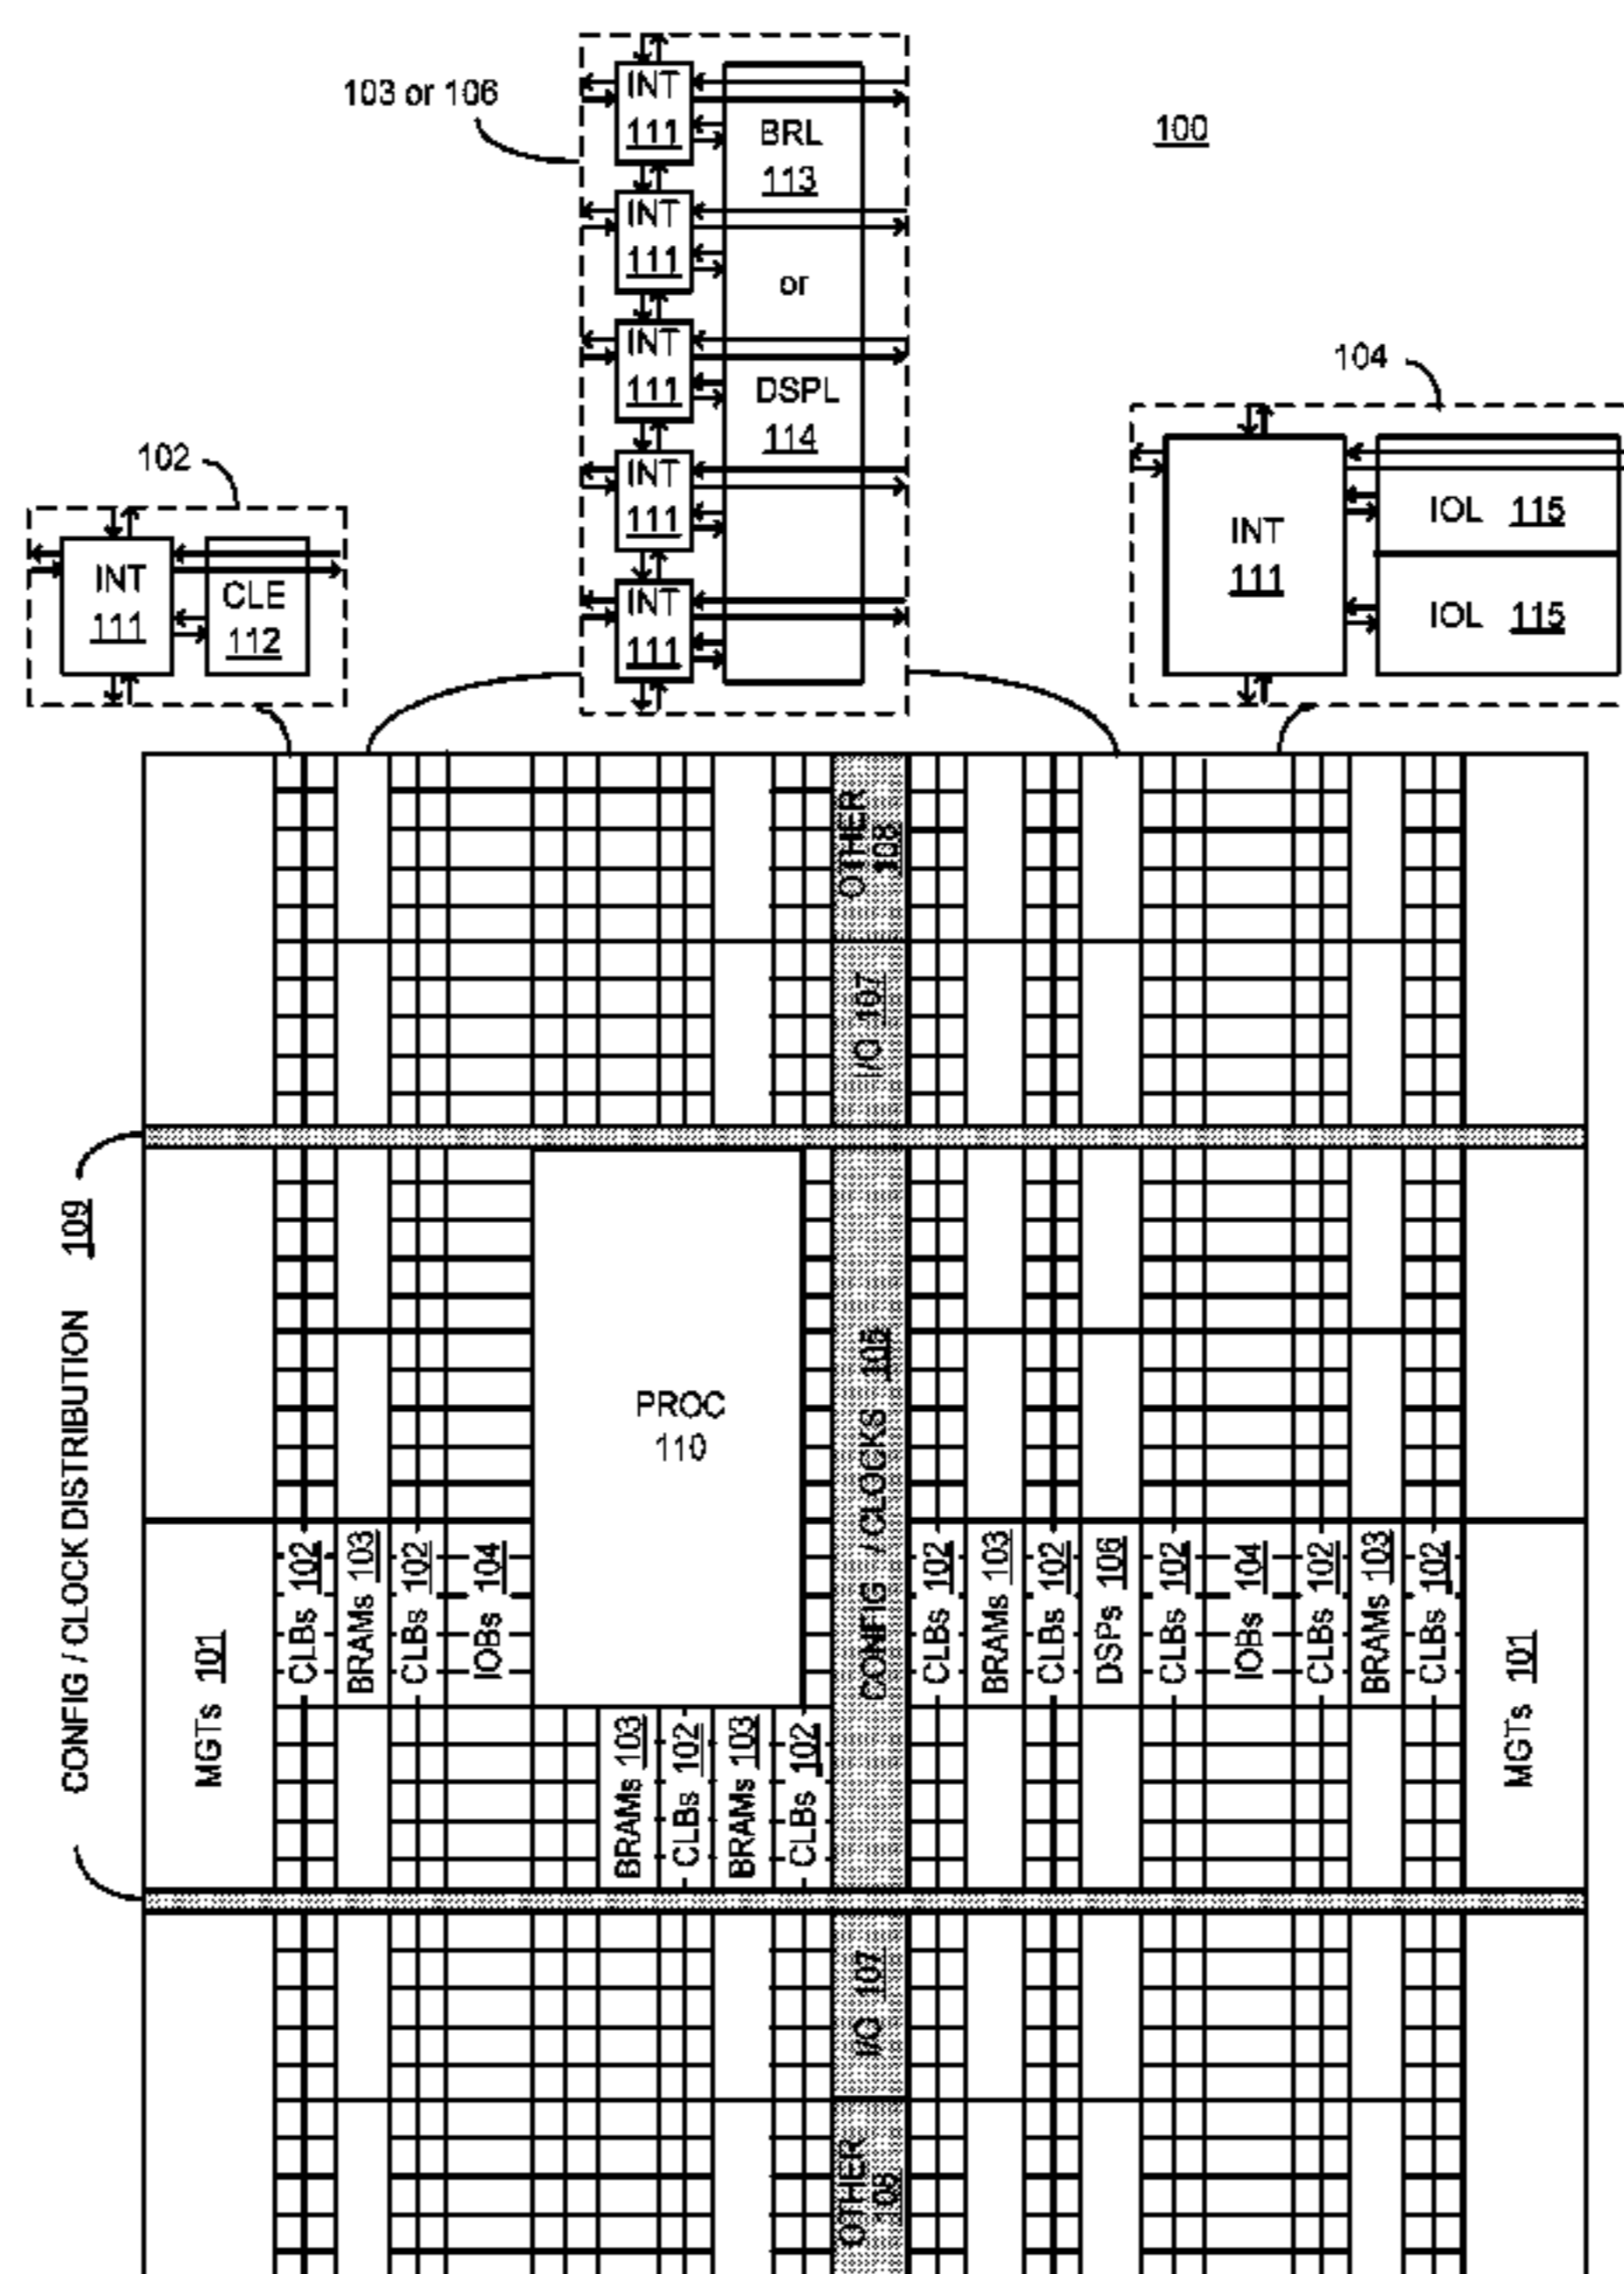 103 or 106
100
INT
111
INT
111
INT
111
INT
111
INT
111
BRL
113
or
DSPL
114
102
INT
111
CLE
112
104
INT
111
IOL 115
IOL 115
OTHER
108
I/O 107
CONFIG / CLOCK DISTRIBUTION 109
PROC
110
CONFIG / CLOCKS 105
MGTs 101
CLBs 102
BRAMs 103
CLBs 102
IOBs 104
BRAMs 103
CLBs 102
BRAMs 103
CLBs 102
CLBs 102
BRAMs 103
CLBs 102
DSPs 106
CLBs 102
IOBs 104
CLBs 102
BRAMs 103
CLBs 102
MGTs 101
I/O 107
OTHER
108